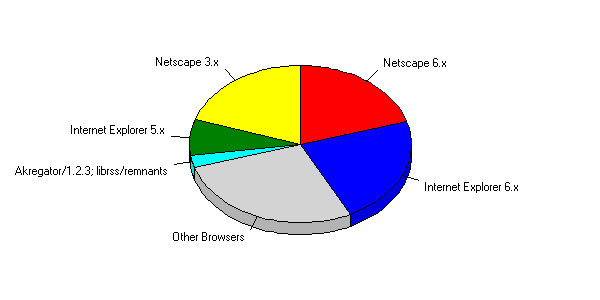 Netscape 3.x
Netscape 6.x
Internet Explorer 5.x
Akregator/1.2.3; librss/remnants
Internet Explorer 6.x
Other Browsers